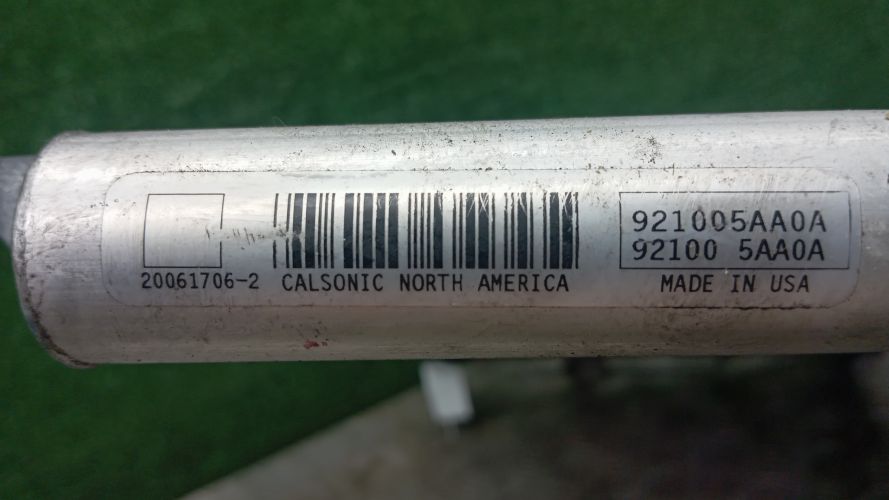 921005AA0A
92100 5AA0A
20061706-2 CALSONIC NORTH AMERICA MADE IN USA